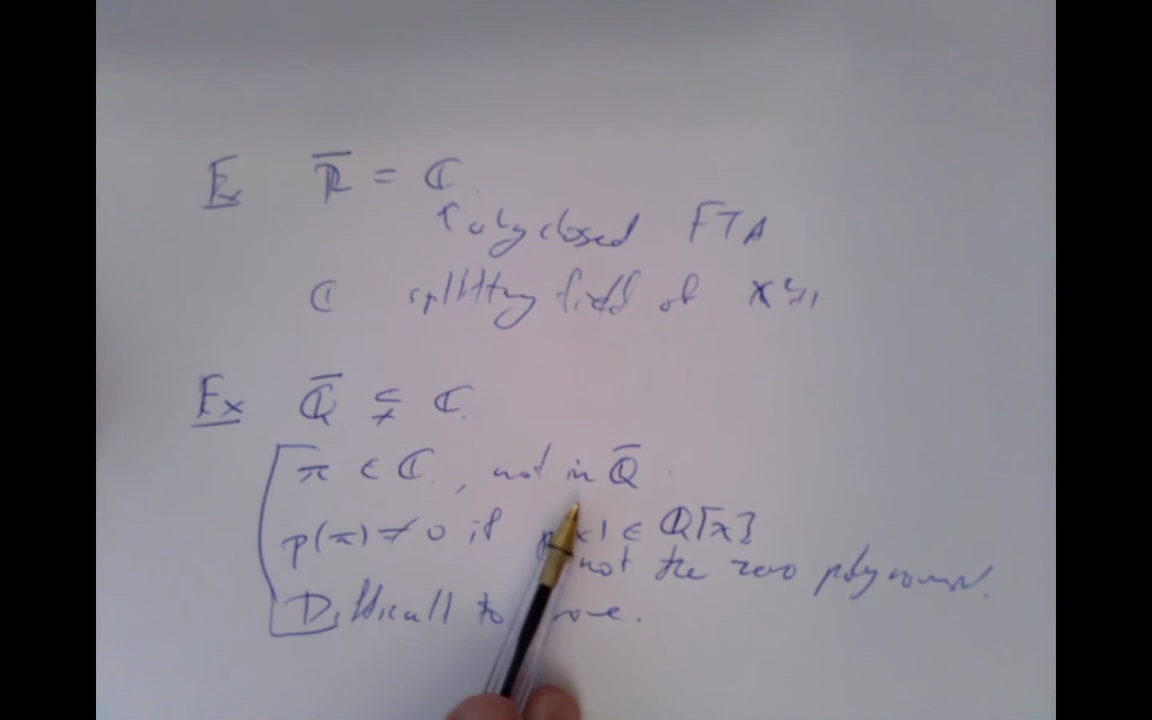 Ex ℝ̅ = ℂ.
↑ alg closed FTA
ℂ splitting field of x²+1
Ex ℚ̅ ⊊ ℂ.
π ∈ ℂ, not in ℚ̅.
p(π) ≠ 0 if p(x) ∈ ℚ[x]
not the zero polynomial.
Difficult to prove.